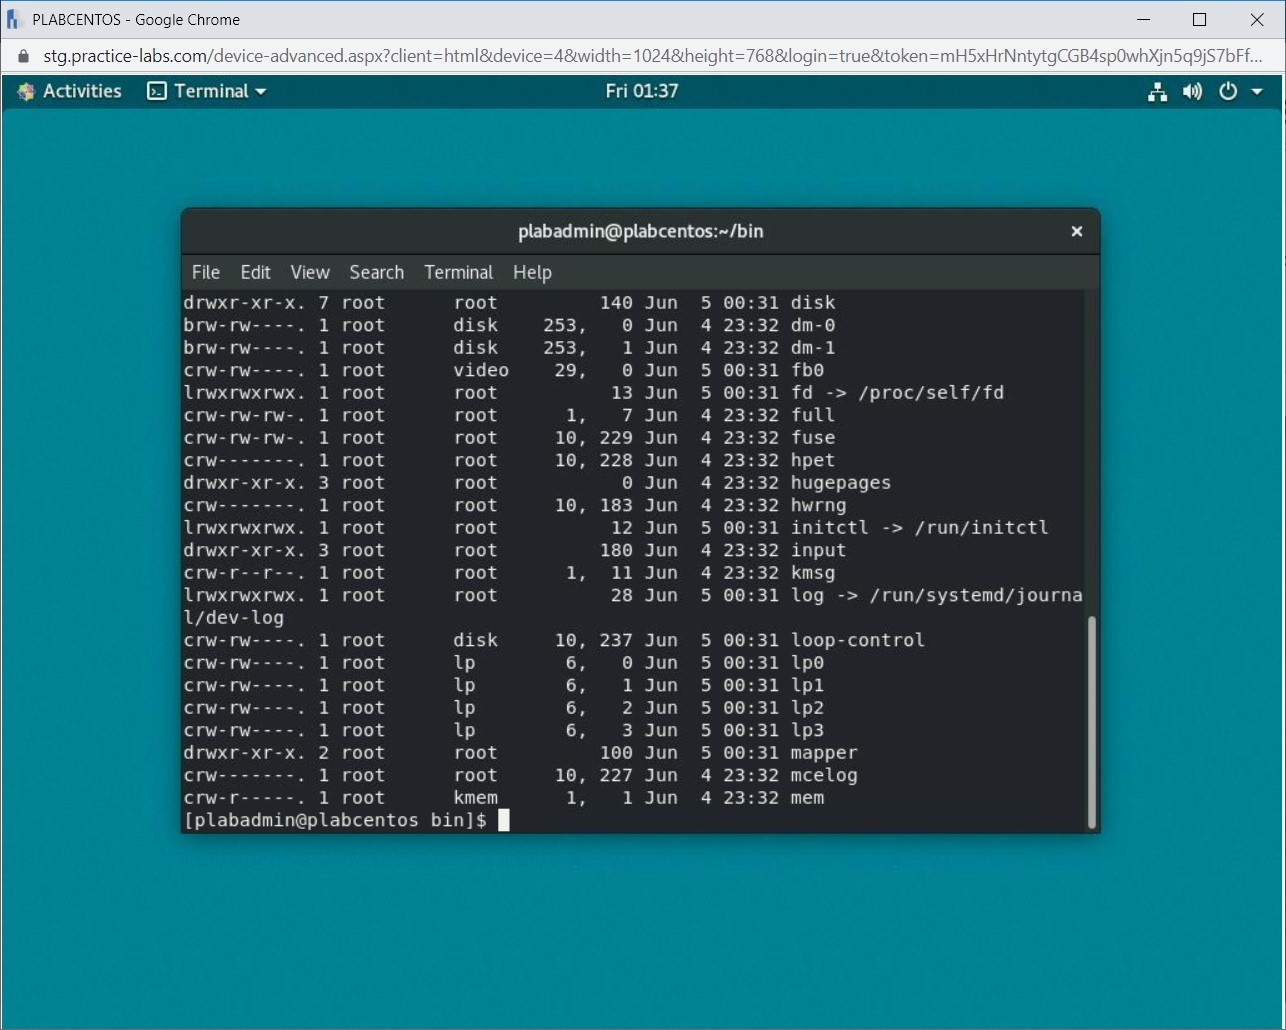 PLABCENTOS - Google Chrome
stg.practice-labs.com/device-advanced.aspx?client=html&device=4&width=1024&height=768&login=true&token=mH5xHrNntytgCGB4sp0whXjn5q9jS7bFf...
Activities Terminal Fri 01:37
plabadmin@plabcentos:~/bin
File Edit View Search Terminal Help
drwxr-xr-x. 7 root      root         140 Jun  5 00:31 disk
brw-rw----. 1 root      disk    253,   0 Jun  4 23:32 dm-0
brw-rw----. 1 root      disk    253,   1 Jun  4 23:32 dm-1
crw-rw----. 1 root      video    29,   0 Jun  5 00:31 fb0
lrwxrwxrwx. 1 root      root          13 Jun  5 00:31 fd -> /proc/self/fd
crw-rw-rw-. 1 root      root      1,   7 Jun  4 23:32 full
crw-rw-rw-. 1 root      root     10, 229 Jun  4 23:32 fuse
crw-------. 1 root      root     10, 228 Jun  4 23:32 hpet
drwxr-xr-x. 3 root      root           0 Jun  4 23:32 hugepages
crw-------. 1 root      root     10, 183 Jun  4 23:32 hwrng
lrwxrwxrwx. 1 root      root          12 Jun  5 00:31 initctl -> /run/initctl
drwxr-xr-x. 3 root      root         180 Jun  4 23:32 input
crw-r--r--. 1 root      root      1,  11 Jun  4 23:32 kmsg
lrwxrwxrwx. 1 root      root          28 Jun  5 00:31 log -> /run/systemd/journa
l/dev-log
crw-rw----. 1 root      disk     10, 237 Jun  5 00:31 loop-control
crw-rw----. 1 root      lp        6,   0 Jun  5 00:31 lp0
crw-rw----. 1 root      lp        6,   1 Jun  5 00:31 lp1
crw-rw----. 1 root      lp        6,   2 Jun  5 00:31 lp2
crw-rw----. 1 root      lp        6,   3 Jun  5 00:31 lp3
drwxr-xr-x. 2 root      root         100 Jun  5 00:31 mapper
crw-------. 1 root      root     10, 227 Jun  4 23:32 mcelog
crw-r-----. 1 root      kmem      1,   1 Jun  4 23:32 mem
[plabadmin@plabcentos bin]$